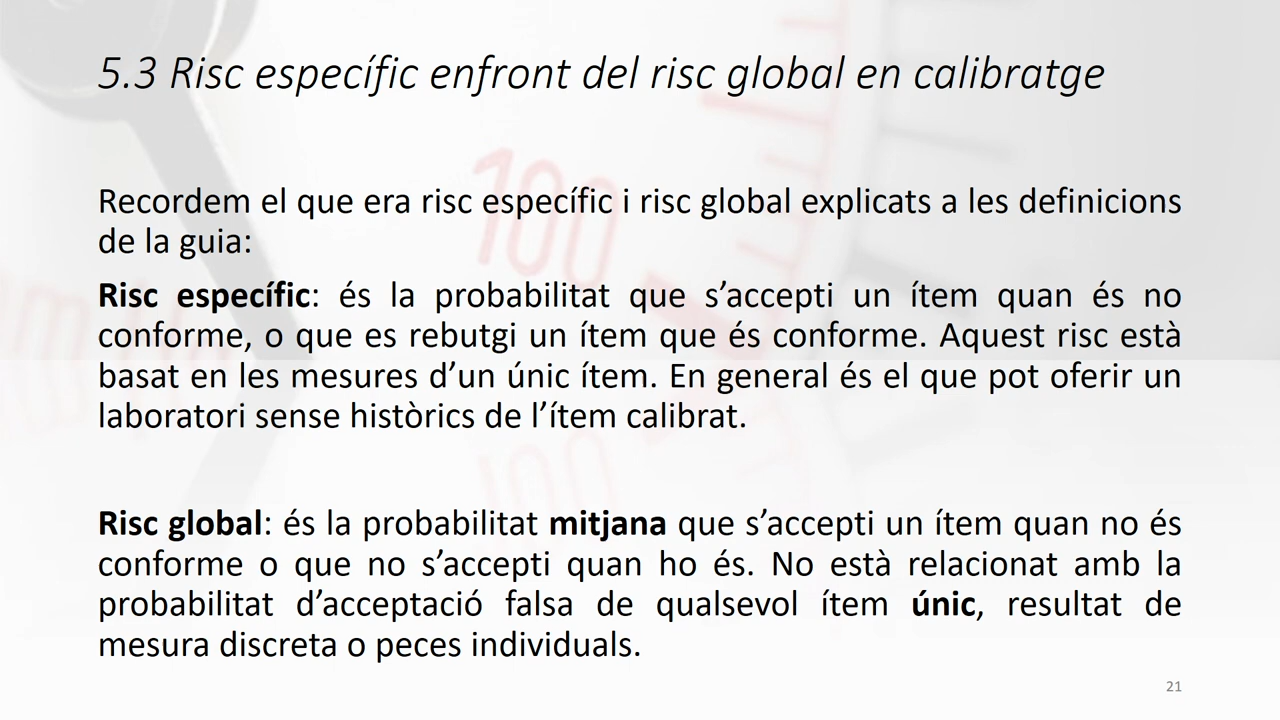 5.3 Risc específic enfront del risc global en calibratge
Recordem el que era risc específic i risc global explicats a les definicions
de la guia:
Risc específic: és la probabilitat que s’accepti un ítem quan és no
conforme, o que es rebutgi un ítem que és conforme. Aquest risc està
basat en les mesures d’un únic ítem. En general és el que pot oferir un
laboratori sense històrics de l’ítem calibrat.
Risc global: és la probabilitat mitjana que s’accepti un ítem quan no és
conforme o que no s’accepti quan ho és. No està relacionat amb la
probabilitat d’acceptació falsa de qualsevol ítem únic, resultat de
mesura discreta o peces individuals.
21
100
100
mm